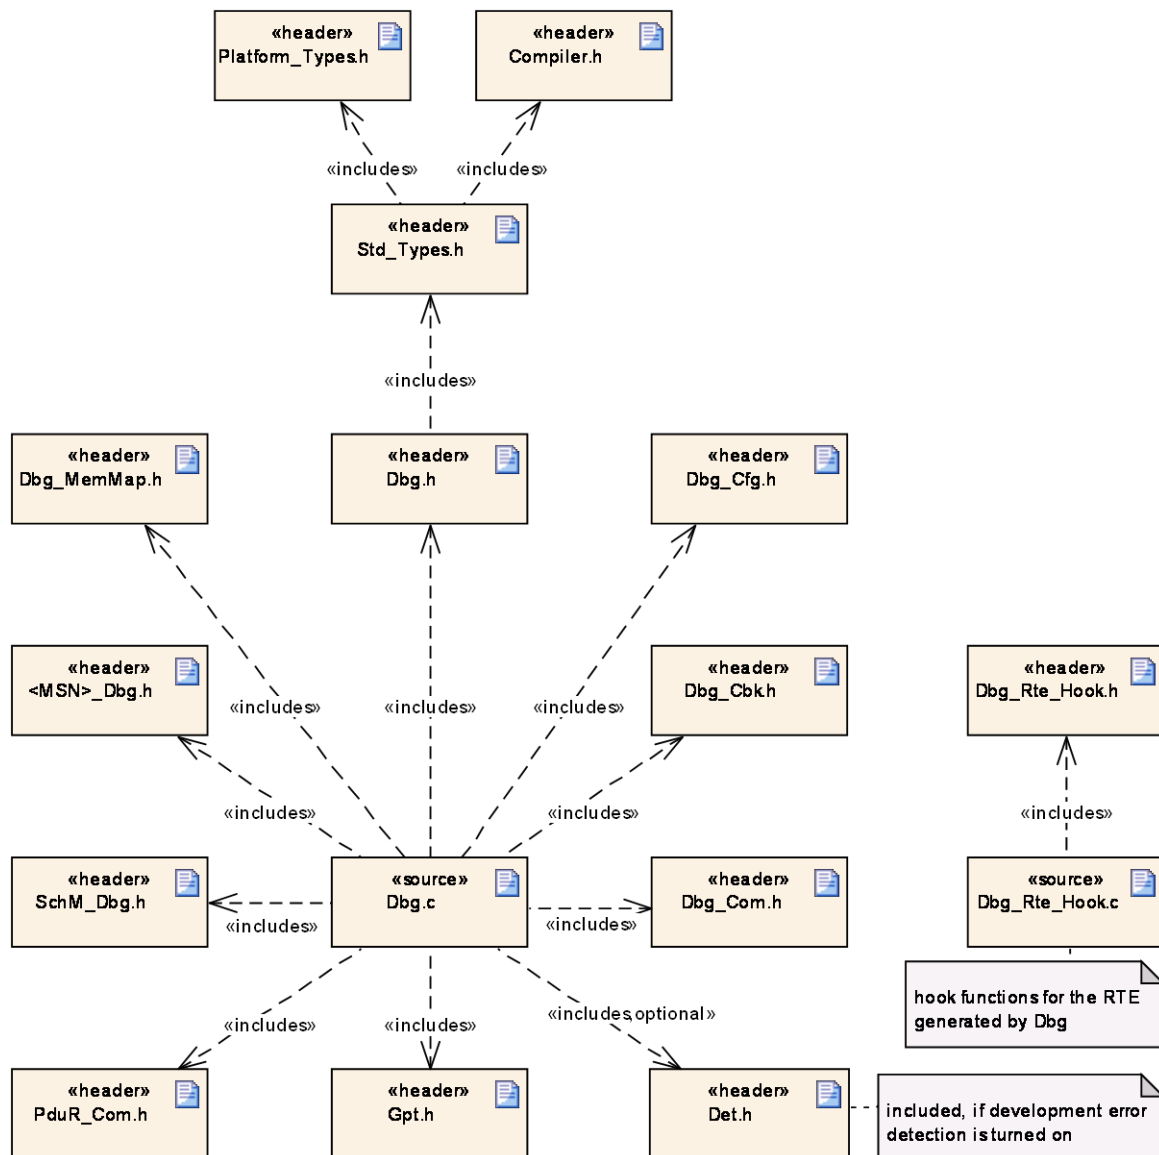 «header»
Platform_Types.h
«header»
Compiler.h
«includes»
«includes»
«header»
Std_Types.h
«includes»
«header»
Dbg_MemMap.h
«header»
Dbg.h
«header»
Dbg_Cfg.h
«header»
<MSN>_Dbg.h
«includes»
«includes»
«includes»
«header»
Dbg_Cbk.h
«header»
Dbg_Rte_Hook.h
«includes»
«includes»
«includes»
«header»
SchM_Dbg.h
«includes»
«source»
Dbg.c
«includes»
«header»
Dbg_Com.h
«source»
Dbg_Rte_Hook.c
hook functions for the RTE
generated by Dbg
«includes»
«includes»
«includes,optional»
«header»
PduR_Com.h
«header»
Gpt.h
«header»
Det.h
included, if development error
detection is turned on